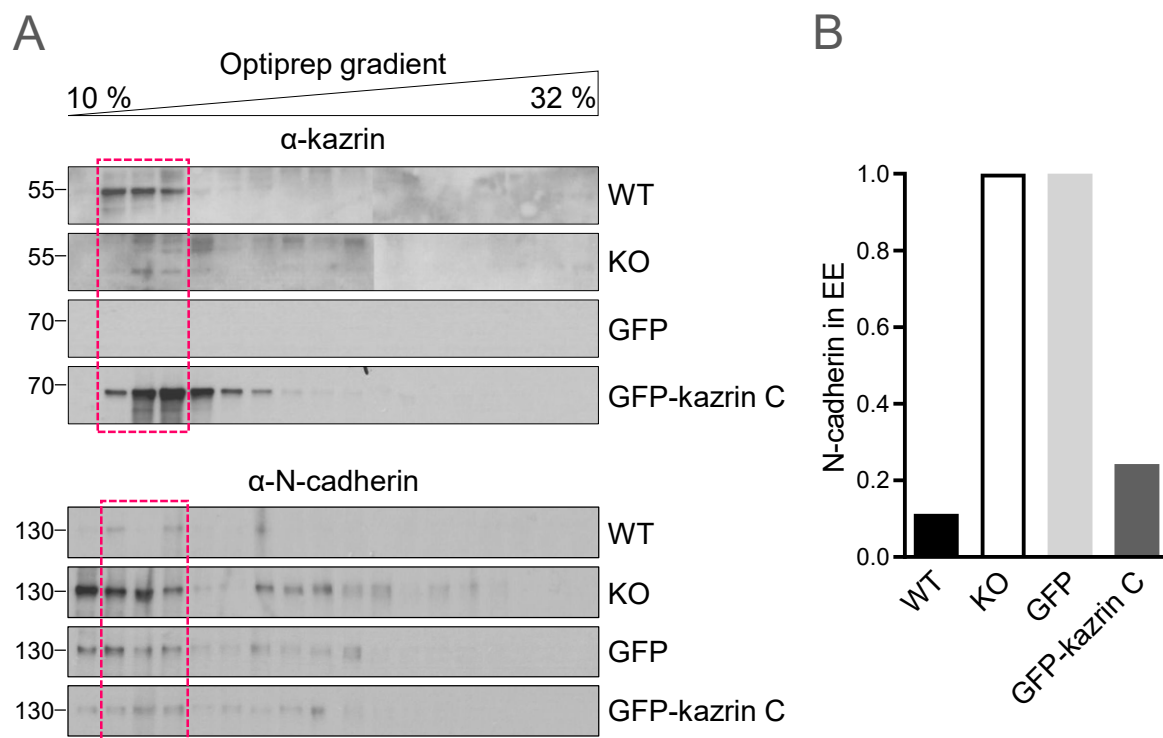 A
B
Optiprep gradient
10 %
32 %
α-kazrin
55
WT
55
KO
70
GFP
70
GFP-kazrin C
α-N-cadherin
130
WT
130
KO
130
GFP
130
GFP-kazrin C
N-cadherin in EE
1.0
0.8
0.6
0.4
0.2
0.0
WT
KO
GFP
GFP-kazrin C